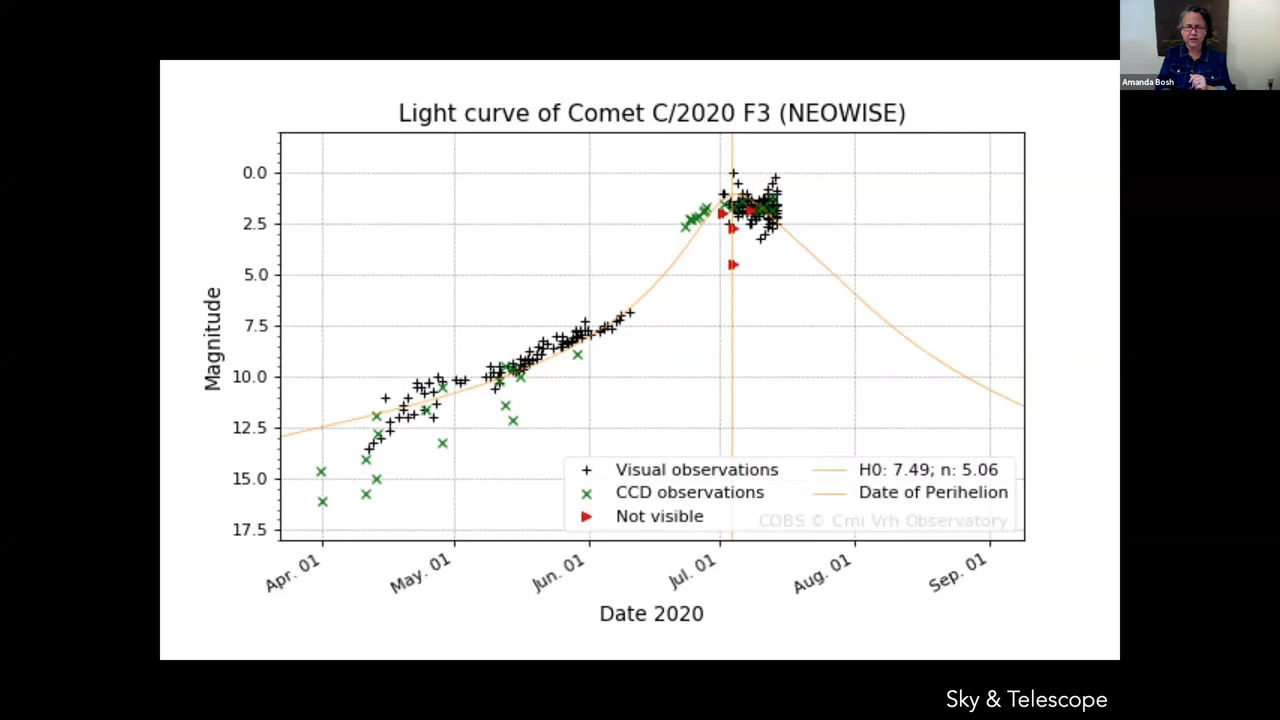 Amanda Bosh
Light curve of Comet C/2020 F3 (NEOWISE)
0.0
2.5
5.0
7.5
10.0
12.5
15.0
17.5
Magnitude
Visual observations
CCD observations
Not visible
H0: 7.49; n: 5.06
Date of Perihelion
COBS © Crni Vrh Observatory
Apr. 01
May. 01
Jun. 01
Jul. 01
Aug. 01
Sep. 01
Date 2020
Sky & Telescope